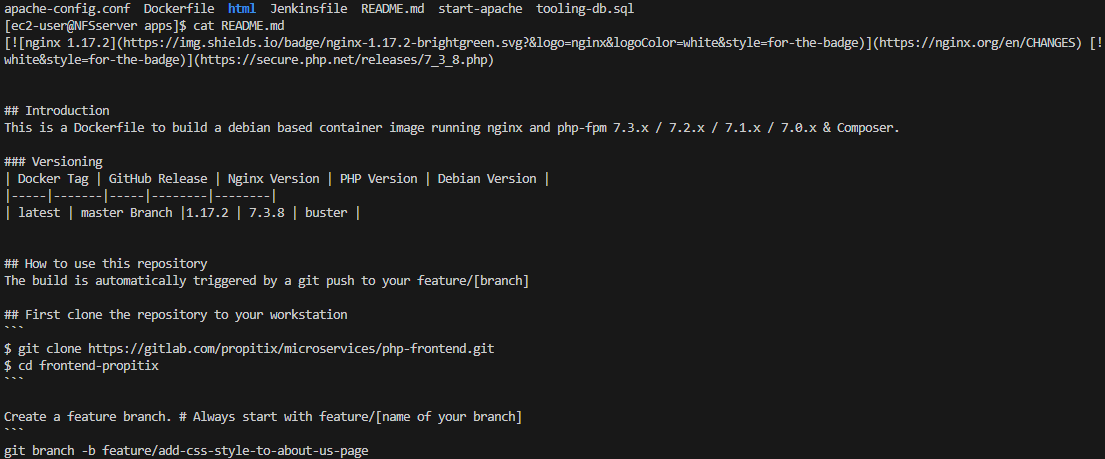 apache-config.conf  Dockerfile  html  Jenkinsfile  README.md  start-apache  tooling-db.sql
[ec2-user@NFSserver apps]$ cat README.md
[![nginx 1.17.2](https://img.shields.io/badge/nginx-1.17.2-brightgreen.svg?&logo=nginx&logoColor=white&style=for-the-badge)](https://nginx.org/en/CHANGES) [!
white&style=for-the-badge)](https://secure.php.net/releases/7_3_8.php)
## Introduction
This is a Dockerfile to build a debian based container image running nginx and php-fpm 7.3.x / 7.2.x / 7.1.x / 7.0.x & Composer.
### Versioning
| Docker Tag | GitHub Release | Nginx Version | PHP Version | Debian Version |
|-----|-------|-----|--------|--------|
| latest | master Branch |1.17.2 | 7.3.8 | buster |
## How to use this repository
The build is automatically triggered by a git push to your feature/[branch]
## First clone the repository to your workstation
```
$ git clone https://gitlab.com/propitix/microservices/php-frontend.git
$ cd frontend-propitix
```
Create a feature branch. # Always start with feature/[name of your branch]
```
git branch -b feature/add-css-style-to-about-us-page